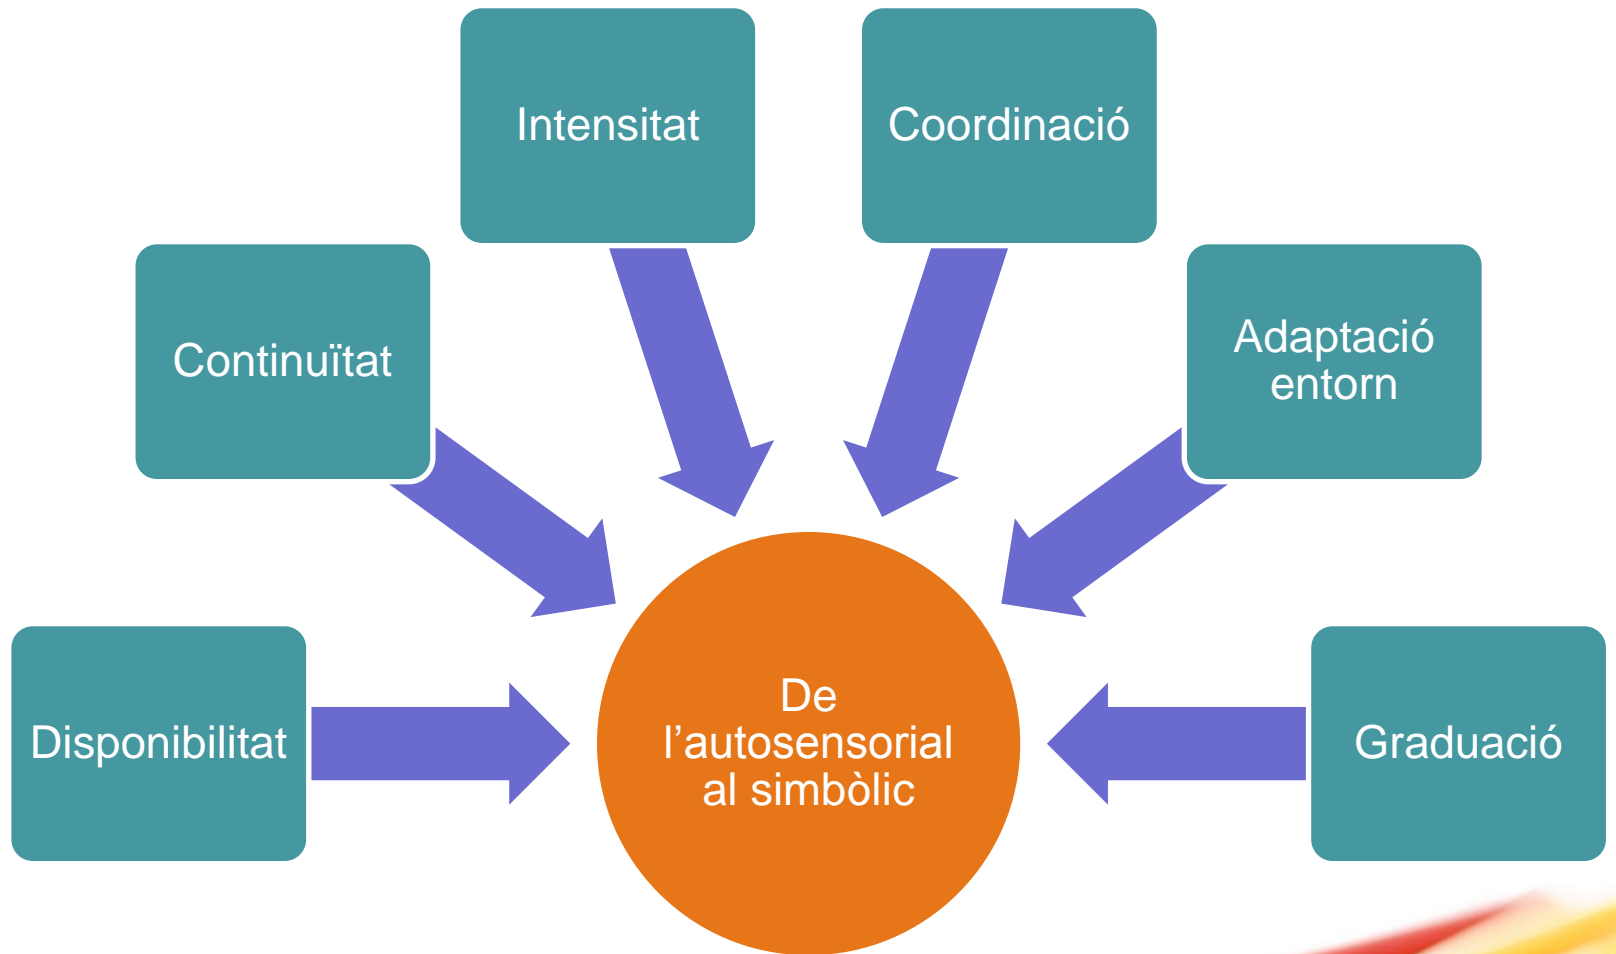 Intensitat
Coordinació
Continuïtat
Adaptació
entorn
Disponibilitat
De
l’autosensorial
al simbòlic
Graduació